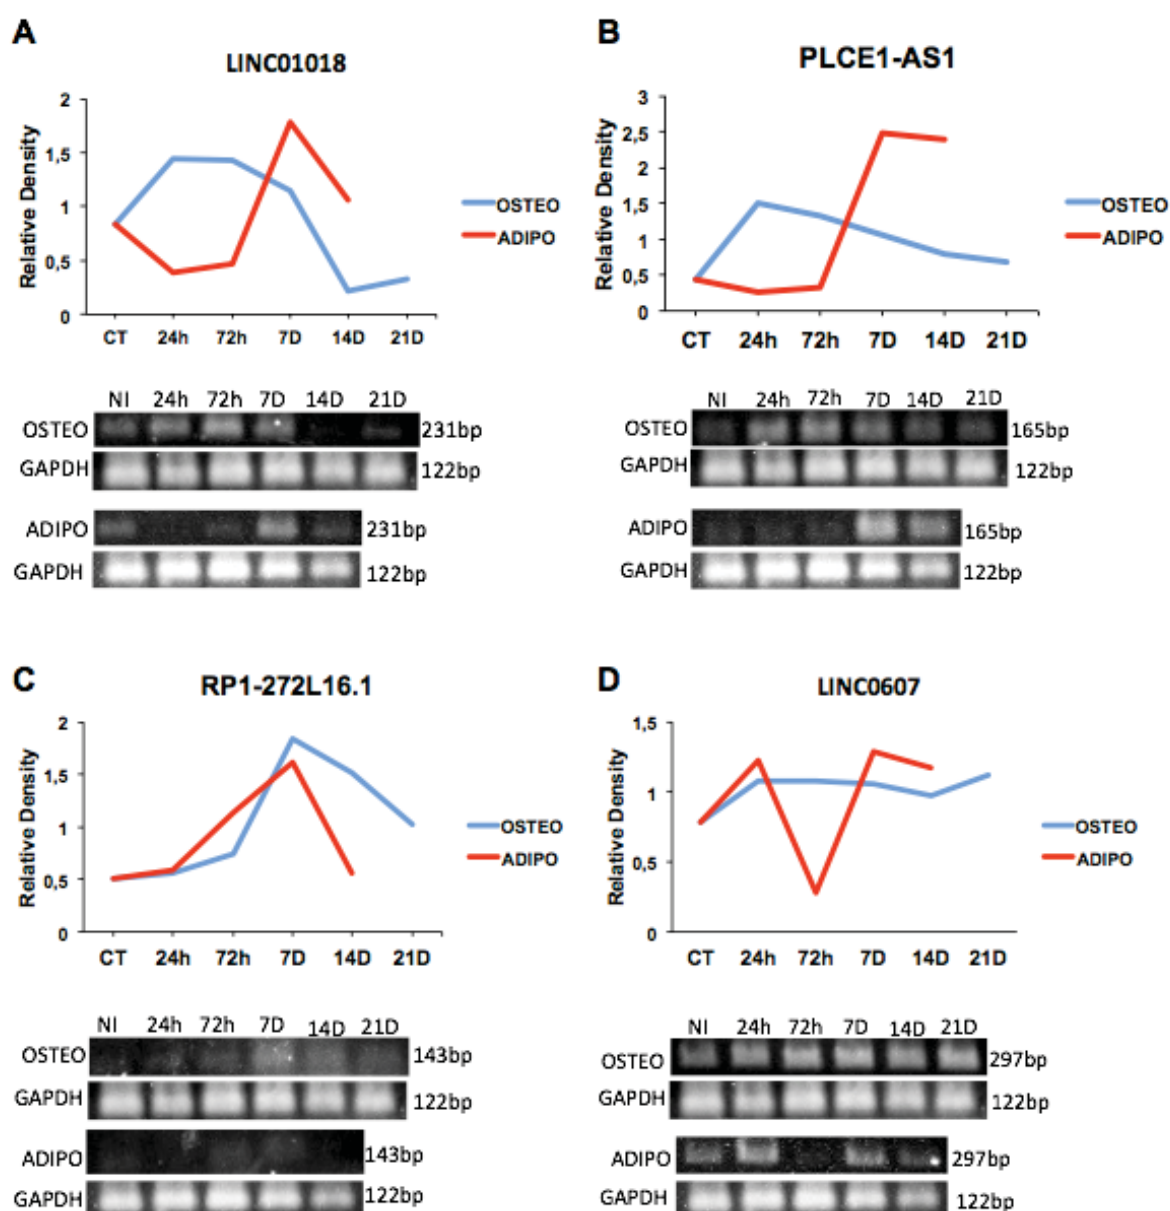 A
LINC01018
Relative Density
2
1,5
1
0,5
0
CT 24h 72h 7D 14D 21D
OSTEO
ADIPO
NI 24h 72h 7D 14D 21D
OSTEO 231bp
GAPDH 122bp
ADIPO 231bp
GAPDH 122bp
B
PLCE1-AS1
Relative Density
3
2,5
2
1,5
1
0,5
0
CT 24h 72h 7D 14D 21D
OSTEO
ADIPO
NI 24h 72h 7D 14D 21D
OSTEO 165bp
GAPDH 122bp
ADIPO 165bp
GAPDH 122bp
C
RP1-272L16.1
Relative Density
2
1,5
1
0,5
0
CT 24h 72h 7D 14D 21D
OSTEO
ADIPO
NI 24h 72h 7D 14D 21D
OSTEO 143bp
GAPDH 122bp
ADIPO 143bp
GAPDH 122bp
D
LINC0607
Relative Density
1,5
1
0,5
0
CT 24h 72h 7D 14D 21D
OSTEO
ADIPO
NI 24h 72h 7D 14D 21D
OSTEO 297bp
GAPDH 122bp
ADIPO 297bp
GAPDH 122bp